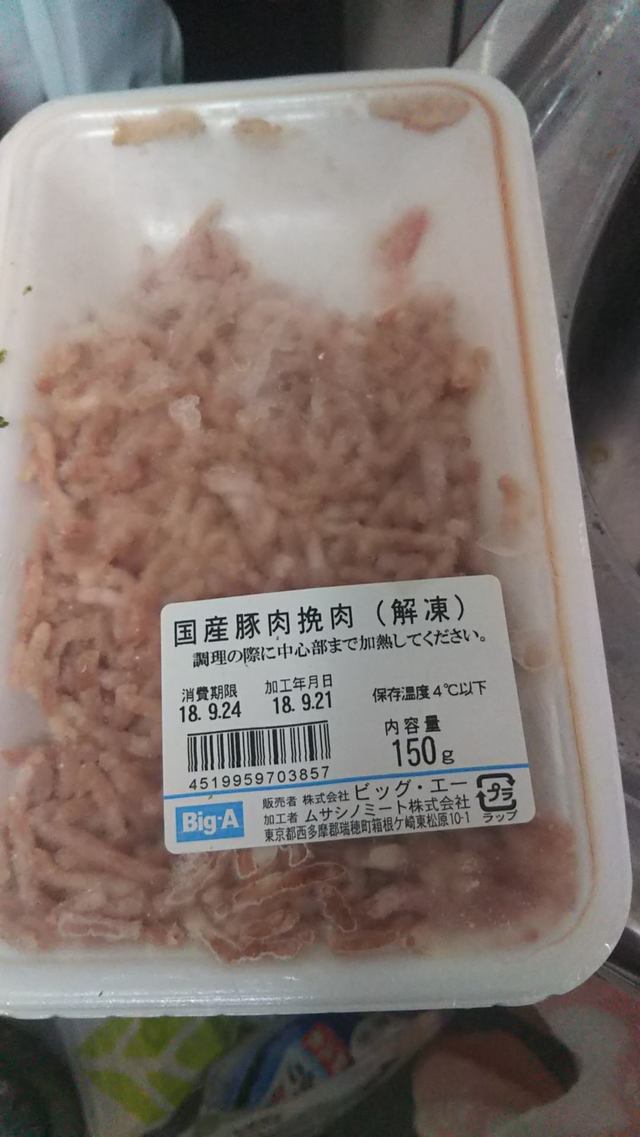 国産豚肉挽肉（解凍）
調理の際に中心部まで加熱してください。
消費期限 加工年月日 保存温度4℃以下
18. 9.24 18. 9.21
内容量
150g
4519959703857
Big-A
販売者 株式会社ビッグ・エー
加工者 ムサシノミート株式会社
東京都西多摩郡瑞穂町箱根ケ崎東松原10-1
プラ
ラップ